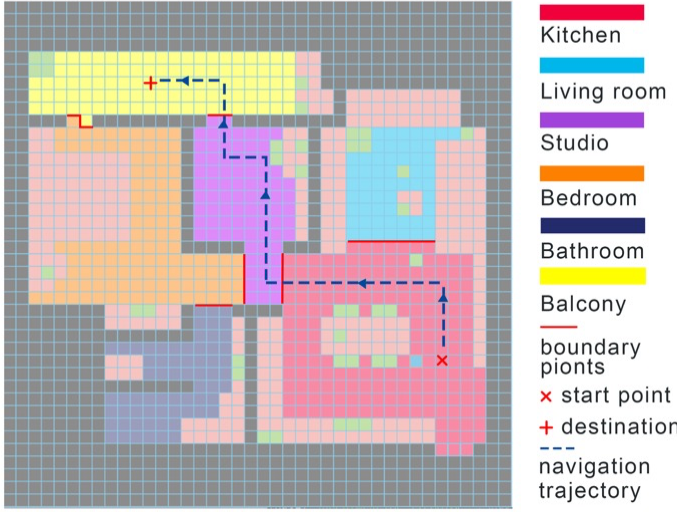 Kitchen
Living room
Studio
Bedroom
Bathroom
Balcony
boundary
pionts
start point
destination
navigation
trajectory